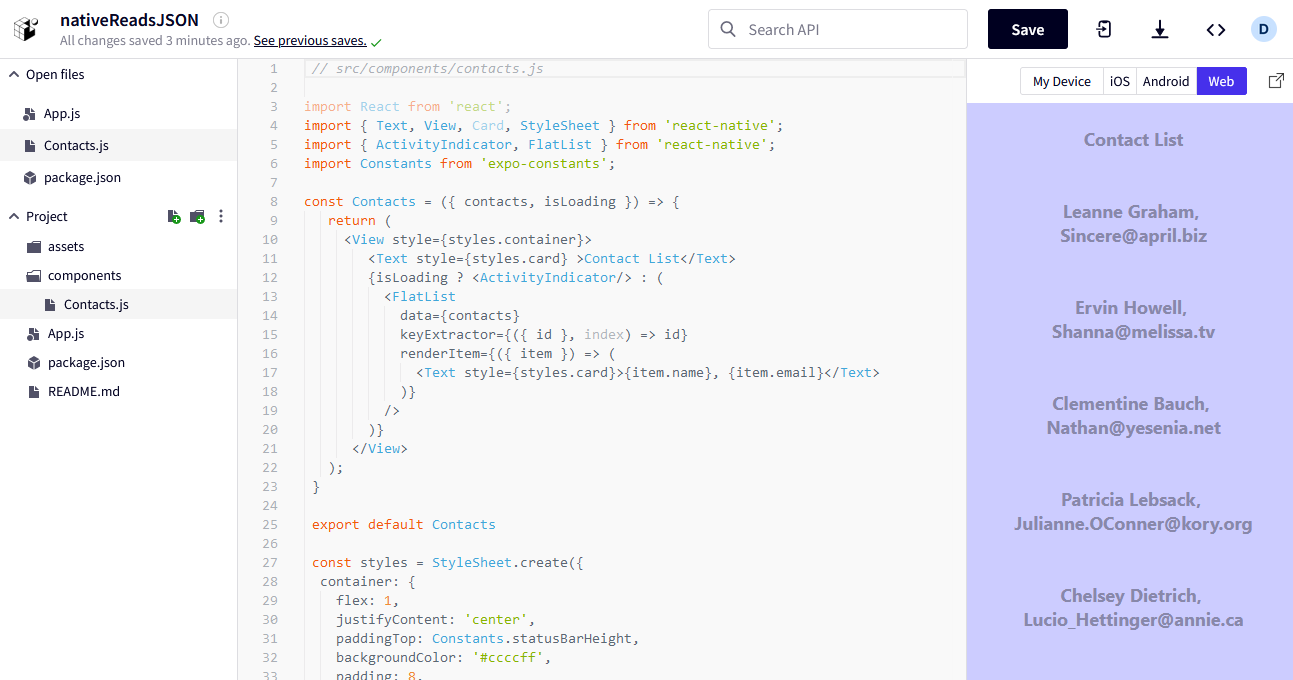 nativeReadsJSON
All changes saved 3 minutes ago. See previous saves.
Search API
Save
D
Open files
App.js
Contacts.js
package.json
Project
assets
components
Contacts.js
App.js
package.json
README.md
1 // src/components/contacts.js
2
3 import React from 'react';
4 import { Text, View, Card, StyleSheet } from 'react-native';
5 import { ActivityIndicator, FlatList } from 'react-native';
6 import Constants from 'expo-constants';
7
8 const Contacts = ({ contacts, isLoading }) => {
9 return (
10 <View style={styles.container}>
11 <Text style={styles.card} >Contact List</Text>
12 {isLoading ? <ActivityIndicator/> : (
13 <FlatList
14 data={contacts}
15 keyExtractor={({ id }, index) => id}
16 renderItem={({ item }) => (
17 <Text style={styles.card}>{item.name}, {item.email}</Text>
18 )}
19 />
20 )}
21 </View>
22 );
23 }
24
25 export default Contacts
26
27 const styles = StyleSheet.create({
28 container: {
29 flex: 1,
30 justifyContent: 'center',
31 paddingTop: Constants.statusBarHeight,
32 backgroundColor: '#ccccff',
33 padding: 8,
My Device
iOS
Android
Web
Contact List
Leanne Graham,
Sincere@april.biz
Ervin Howell,
Shanna@melissa.tv
Clementine Bauch,
Nathan@yesenia.net
Patricia Lebsack,
Julianne.OConner@kory.org
Chelsey Dietrich,
Lucio_Hettinger@annie.ca